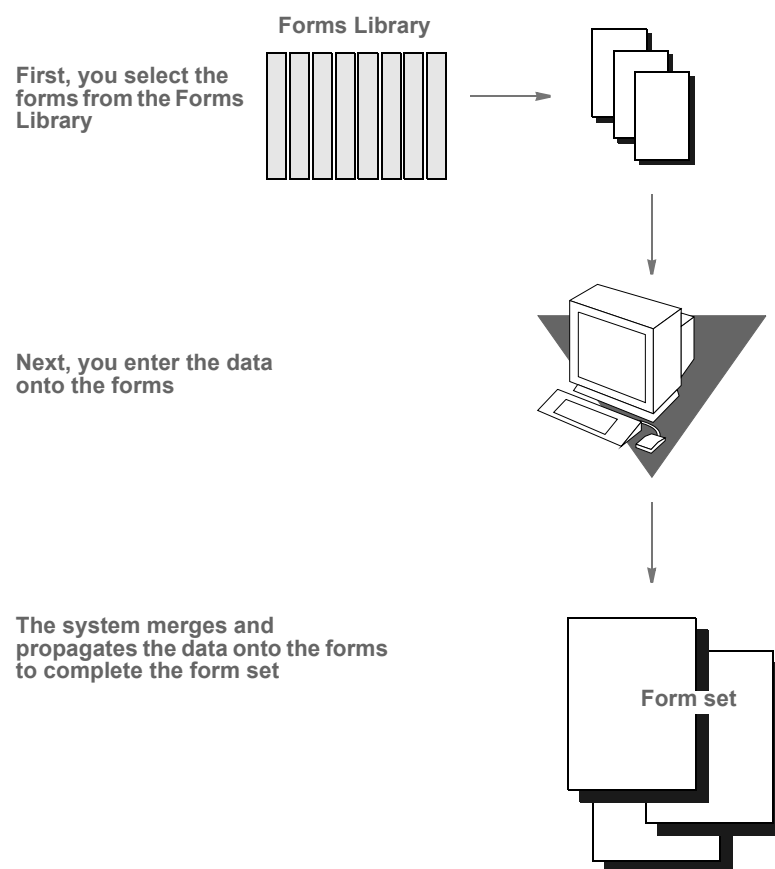 Forms Library
First, you select the
forms from the Forms
Library
Next, you enter the data
onto the forms
The system merges and
propagates the data onto the forms
to complete the form set
Form set